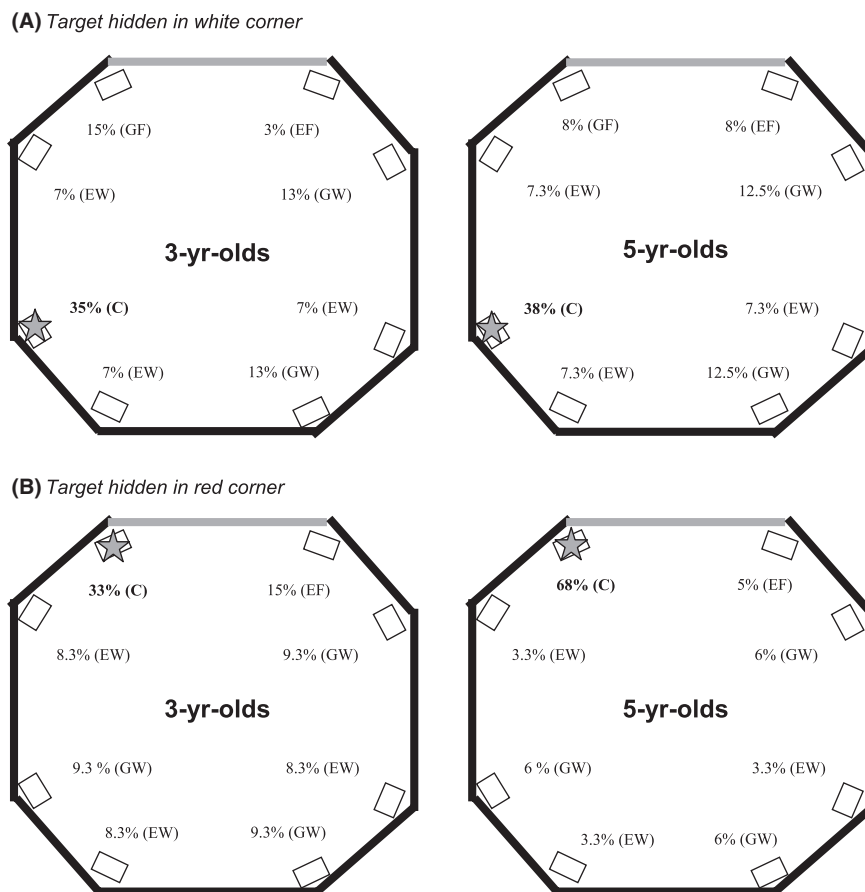 (A) Target hidden in white corner
15% (GF) 3% (EF) 8% (GF) 8% (EF)
7% (EW) 13% (GW) 7.3% (EW) 12.5% (GW)
3-yr-olds 5-yr-olds
35% (C) 7% (EW) 38% (C) 7.3% (EW)
7% (EW) 13% (GW) 7.3% (EW) 12.5% (GW)
(B) Target hidden in red corner
33% (C) 15% (EF) 68% (C) 5% (EF)
8.3% (EW) 9.3% (GW) 3.3% (EW) 6% (GW)
3-yr-olds 5-yr-olds
9.3 % (GW) 8.3% (EW) 6 % (GW) 3.3% (EW)
8.3% (EW) 9.3% (GW) 3.3% (EW) 6% (GW)